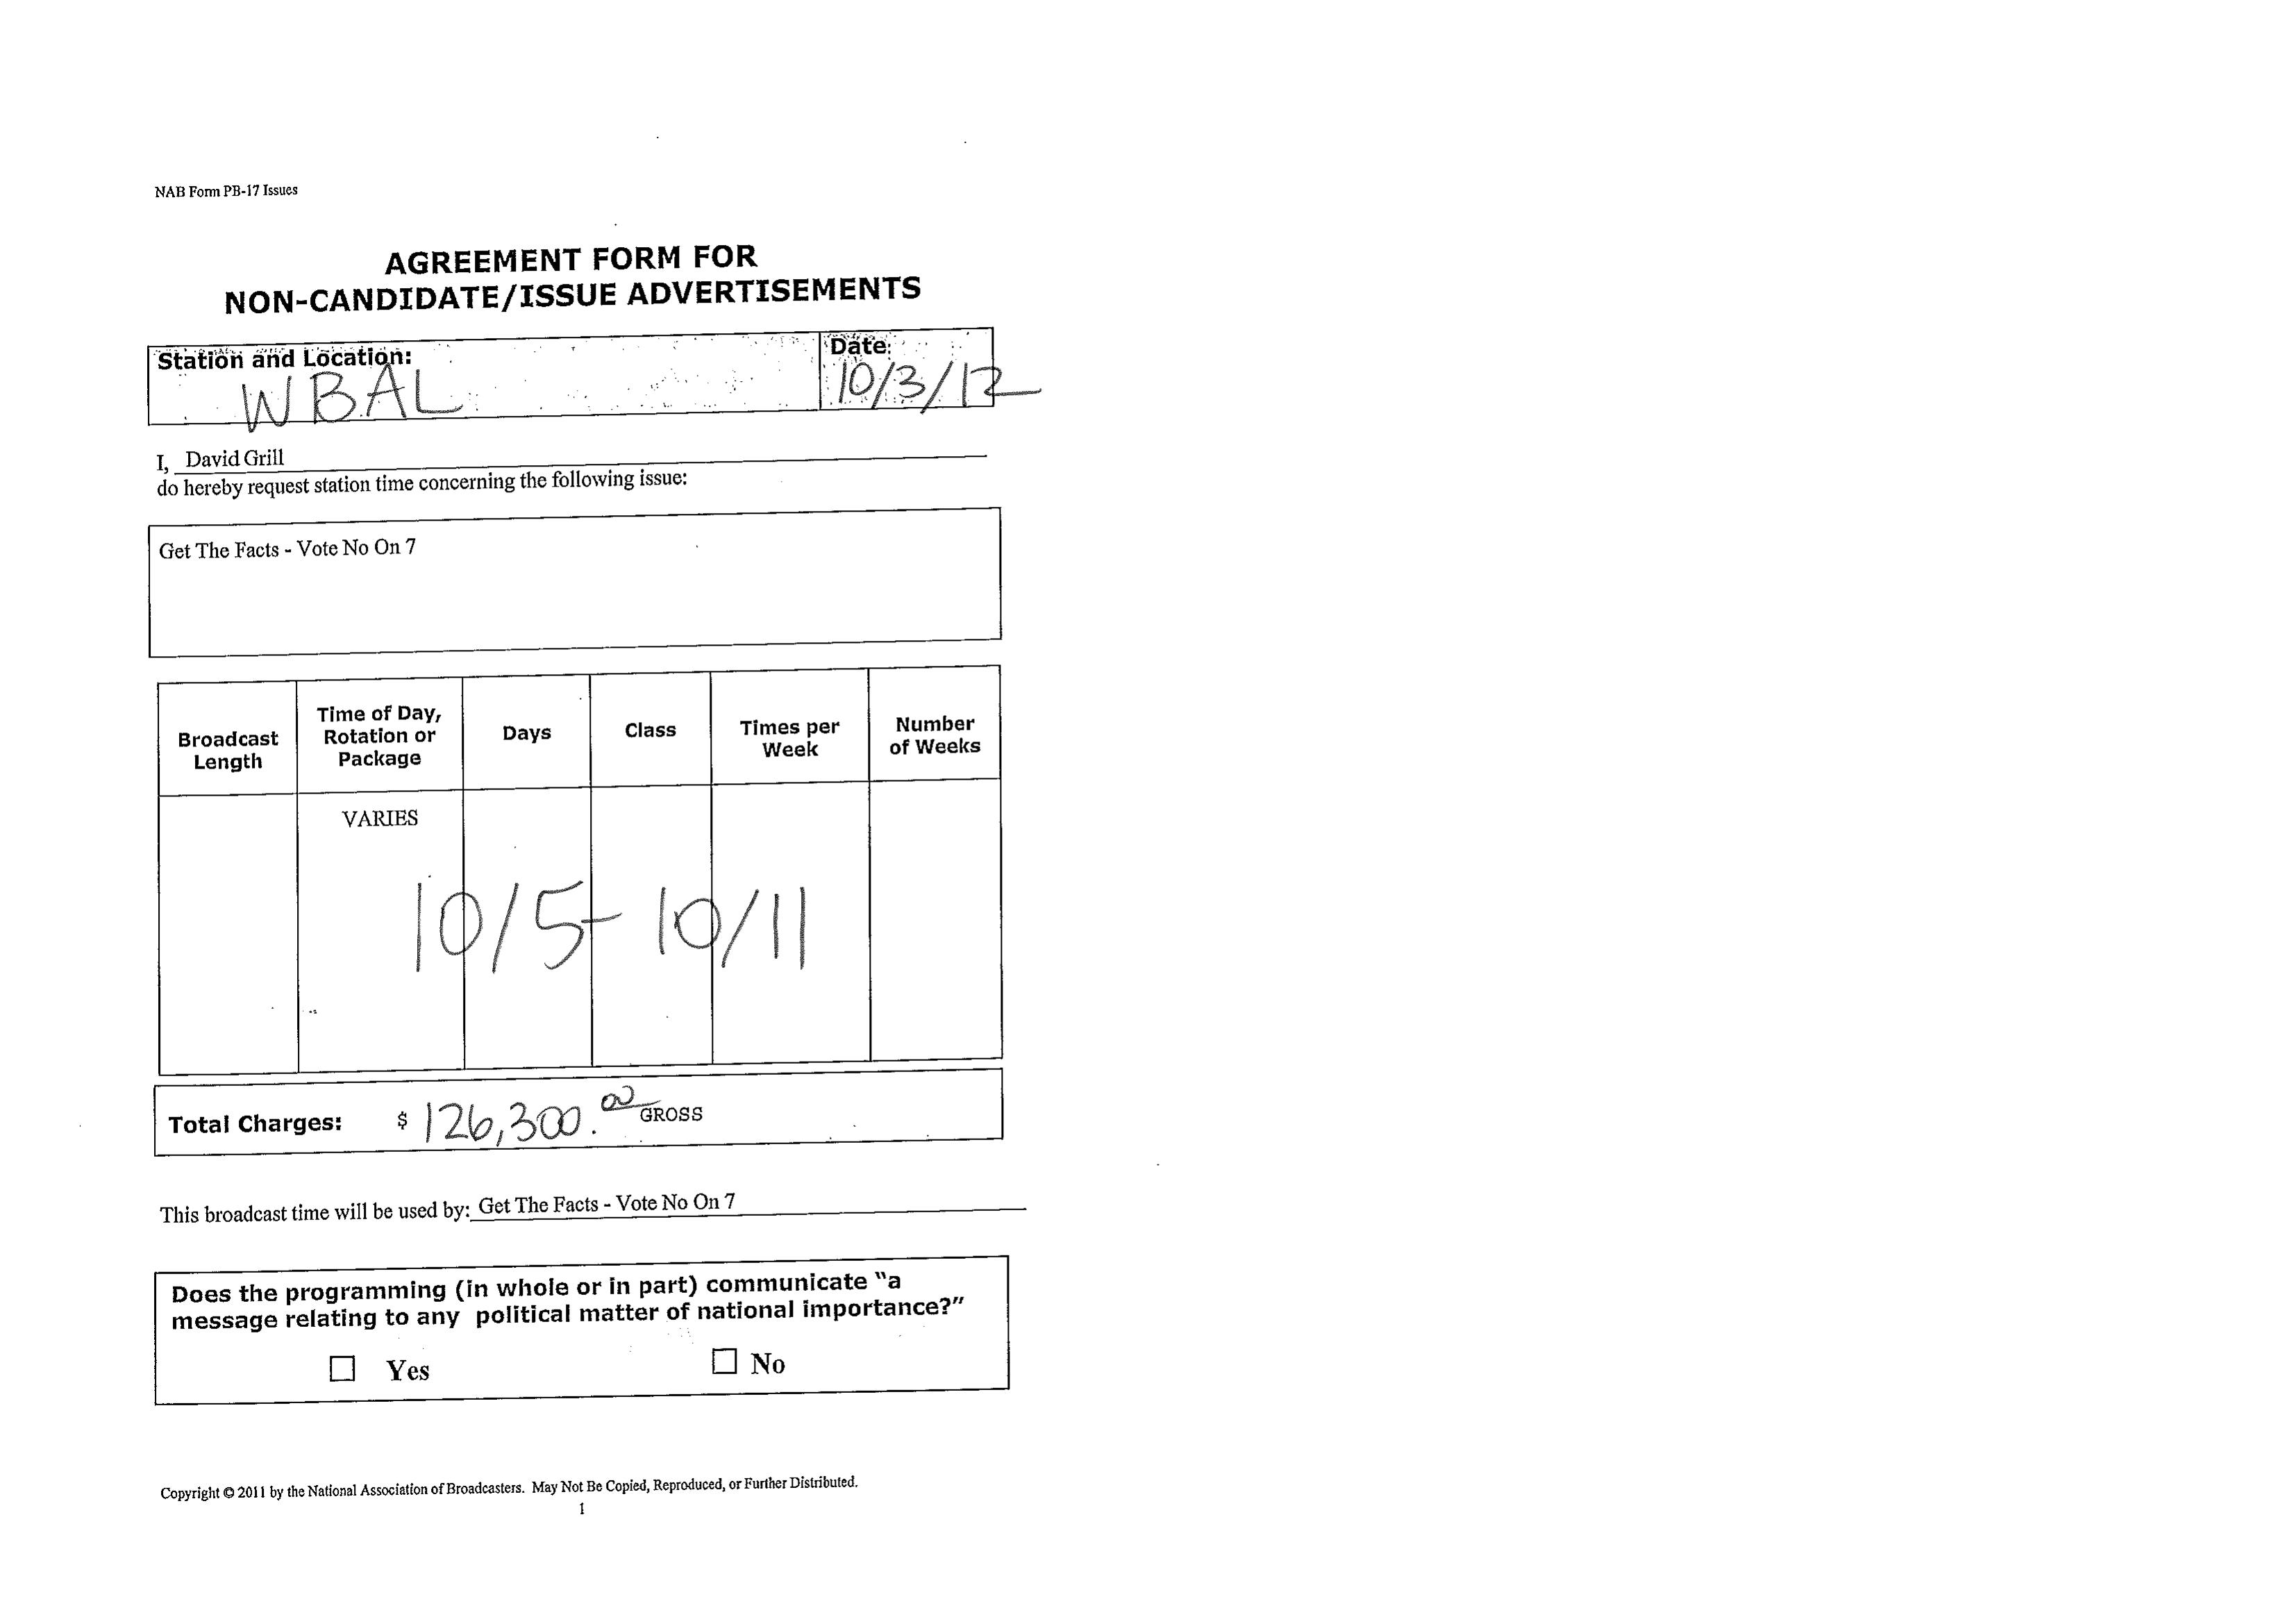 NAB Form PB-17 Issues
AGREEMENT FORM FOR
NON-CANDIDATE/ISSUE ADVERTISEMENTS
Station and Location:
WBAL
Date:
10/3/12
I, David Grill
do hereby request station time concerning the following issue:
Get The Facts - Vote No On 7
Broadcast
Length
Time of Day,
Rotation or
Package
Days
Class
Times per
Week
Number
of Weeks
VARIES
10/5 - 10/11
Total Charges: $ 126,300.00 GROSS
This broadcast time will be used by: Get The Facts - Vote No On 7
Does the programming (in whole or in part) communicate "a
message relating to any political matter of national importance?"
☐ Yes ☐ No
Copyright © 2011 by the National Association of Broadcasters. May Not Be Copied, Reproduced, or Further Distributed.
1